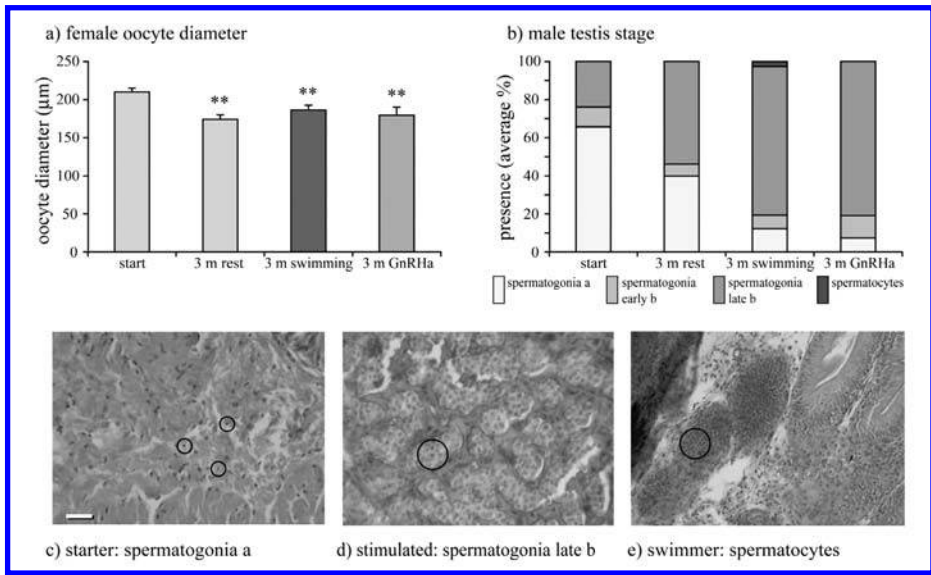 a) female oocyte diameter
250
200
150
100
50
0
oocyte diameter (µm)
**
**
**
start
3 m rest
3 m swimming
3 m GnRHa
b) male testis stage
100
80
60
40
20
0
presence (average %)
start
3 m rest
3 m swimming
3 m GnRHa
spermatogonia a
spermatogonia
early b
spermatogonia
late b
spermatocytes
c) starter: spermatogonia a
d) stimulated: spermatogonia late b
e) swimmer: spermatocytes